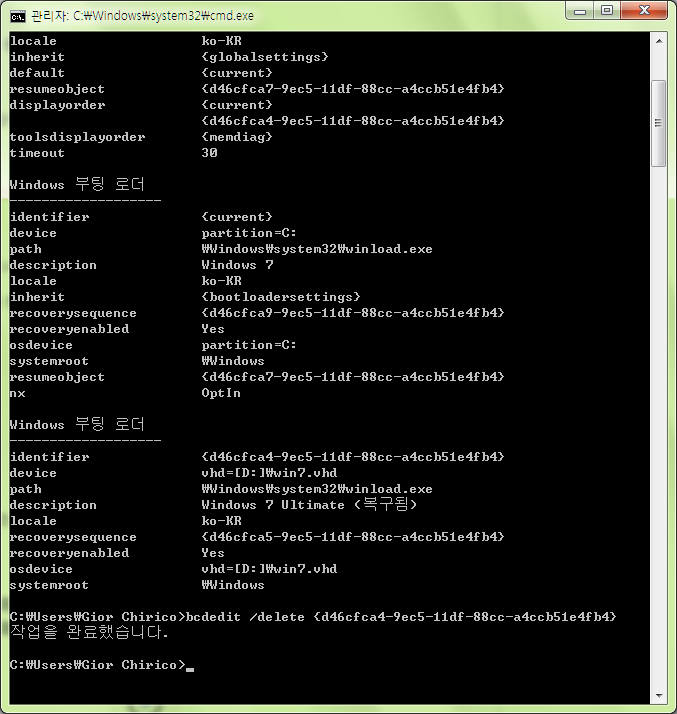 관리자: C:₩Windows₩system32₩cmd.exe
locale                  ko-KR
inherit                 {globalsettings}
default                 {current}
resumeobject            {d46cfca7-9ec5-11df-88cc-a4ccb51e4fb4}
displayorder            {current}
                        {d46cfca4-9ec5-11df-88cc-a4ccb51e4fb4}
toolsdisplayorder       {memdiag}
timeout                 30
Windows 부팅 로더
-------------------
identifier              {current}
device                  partition=C:
path                    ₩Windows₩system32₩winload.exe
description             Windows 7
locale                  ko-KR
inherit                 {bootloadersettings}
recoverysequence        {d46cfca9-9ec5-11df-88cc-a4ccb51e4fb4}
recoveryenabled         Yes
osdevice                partition=C:
systemroot              ₩Windows
resumeobject            {d46cfca7-9ec5-11df-88cc-a4ccb51e4fb4}
nx                      OptIn
Windows 부팅 로더
-------------------
identifier              {d46cfca4-9ec5-11df-88cc-a4ccb51e4fb4}
device                  vhd=[D:]₩win7.vhd
path                    ₩Windows₩system32₩winload.exe
description             Windows 7 Ultimate (복구됨)
locale                  ko-KR
recoverysequence        {d46cfca5-9ec5-11df-88cc-a4ccb51e4fb4}
recoveryenabled         Yes
osdevice                vhd=[D:]₩win7.vhd
systemroot              ₩Windows
C:₩Users₩Gior Chirico>bcdedit /delete {d46cfca4-9ec5-11df-88cc-a4ccb51e4fb4}
작업을 완료했습니다.
C:₩Users₩Gior Chirico>_